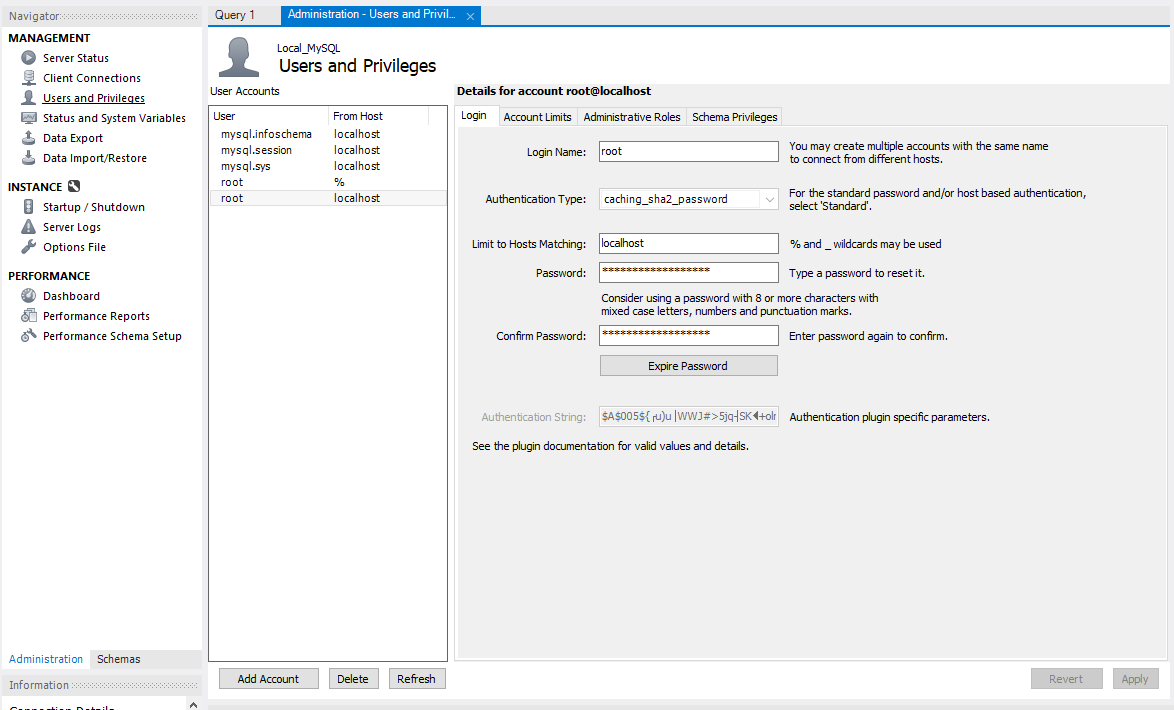 Navigator
MANAGEMENT
Server Status
Client Connections
Users and Privileges
Status and System Variables
Data Export
Data Import/Restore
INSTANCE
Startup / Shutdown
Server Logs
Options File
PERFORMANCE
Dashboard
Performance Reports
Performance Schema Setup
Administration Schemas
Information
Query 1
Administration - Users and Privil...
Local_MySQL
Users and Privileges
User Accounts
User From Host
mysql.infoschema localhost
mysql.session localhost
mysql.sys localhost
root %
root localhost
Add Account Delete Refresh
Details for account root@localhost
Login Account Limits Administrative Roles Schema Privileges
Login Name: root
You may create multiple accounts with the same name
to connect from different hosts.
Authentication Type: caching_sha2_password
For the standard password and/or host based authentication,
select 'Standard'.
Limit to Hosts Matching: localhost % and _ wildcards may be used
Password: ****************** Type a password to reset it.
Consider using a password with 8 or more characters with
mixed case letters, numbers and punctuation marks.
Confirm Password: ****************** Enter password again to confirm.
Expire Password
Authentication String: Authentication plugin specific parameters.
See the plugin documentation for valid values and details.
Revert Apply